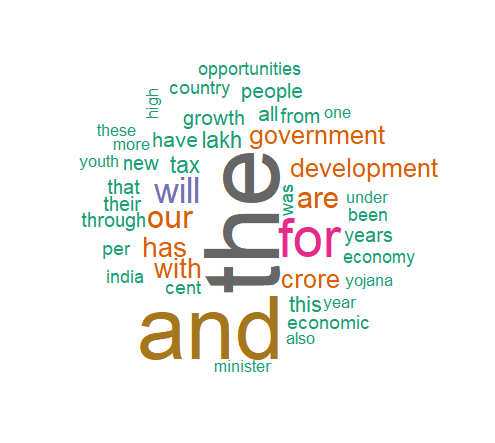 opportunities
country people
high
growth all from one
these
more have lakh government
youth new tax development
that will was are under
their
through our for been
per has years
with economy
india cent crore yojana
the
and this year
economic
also
minister